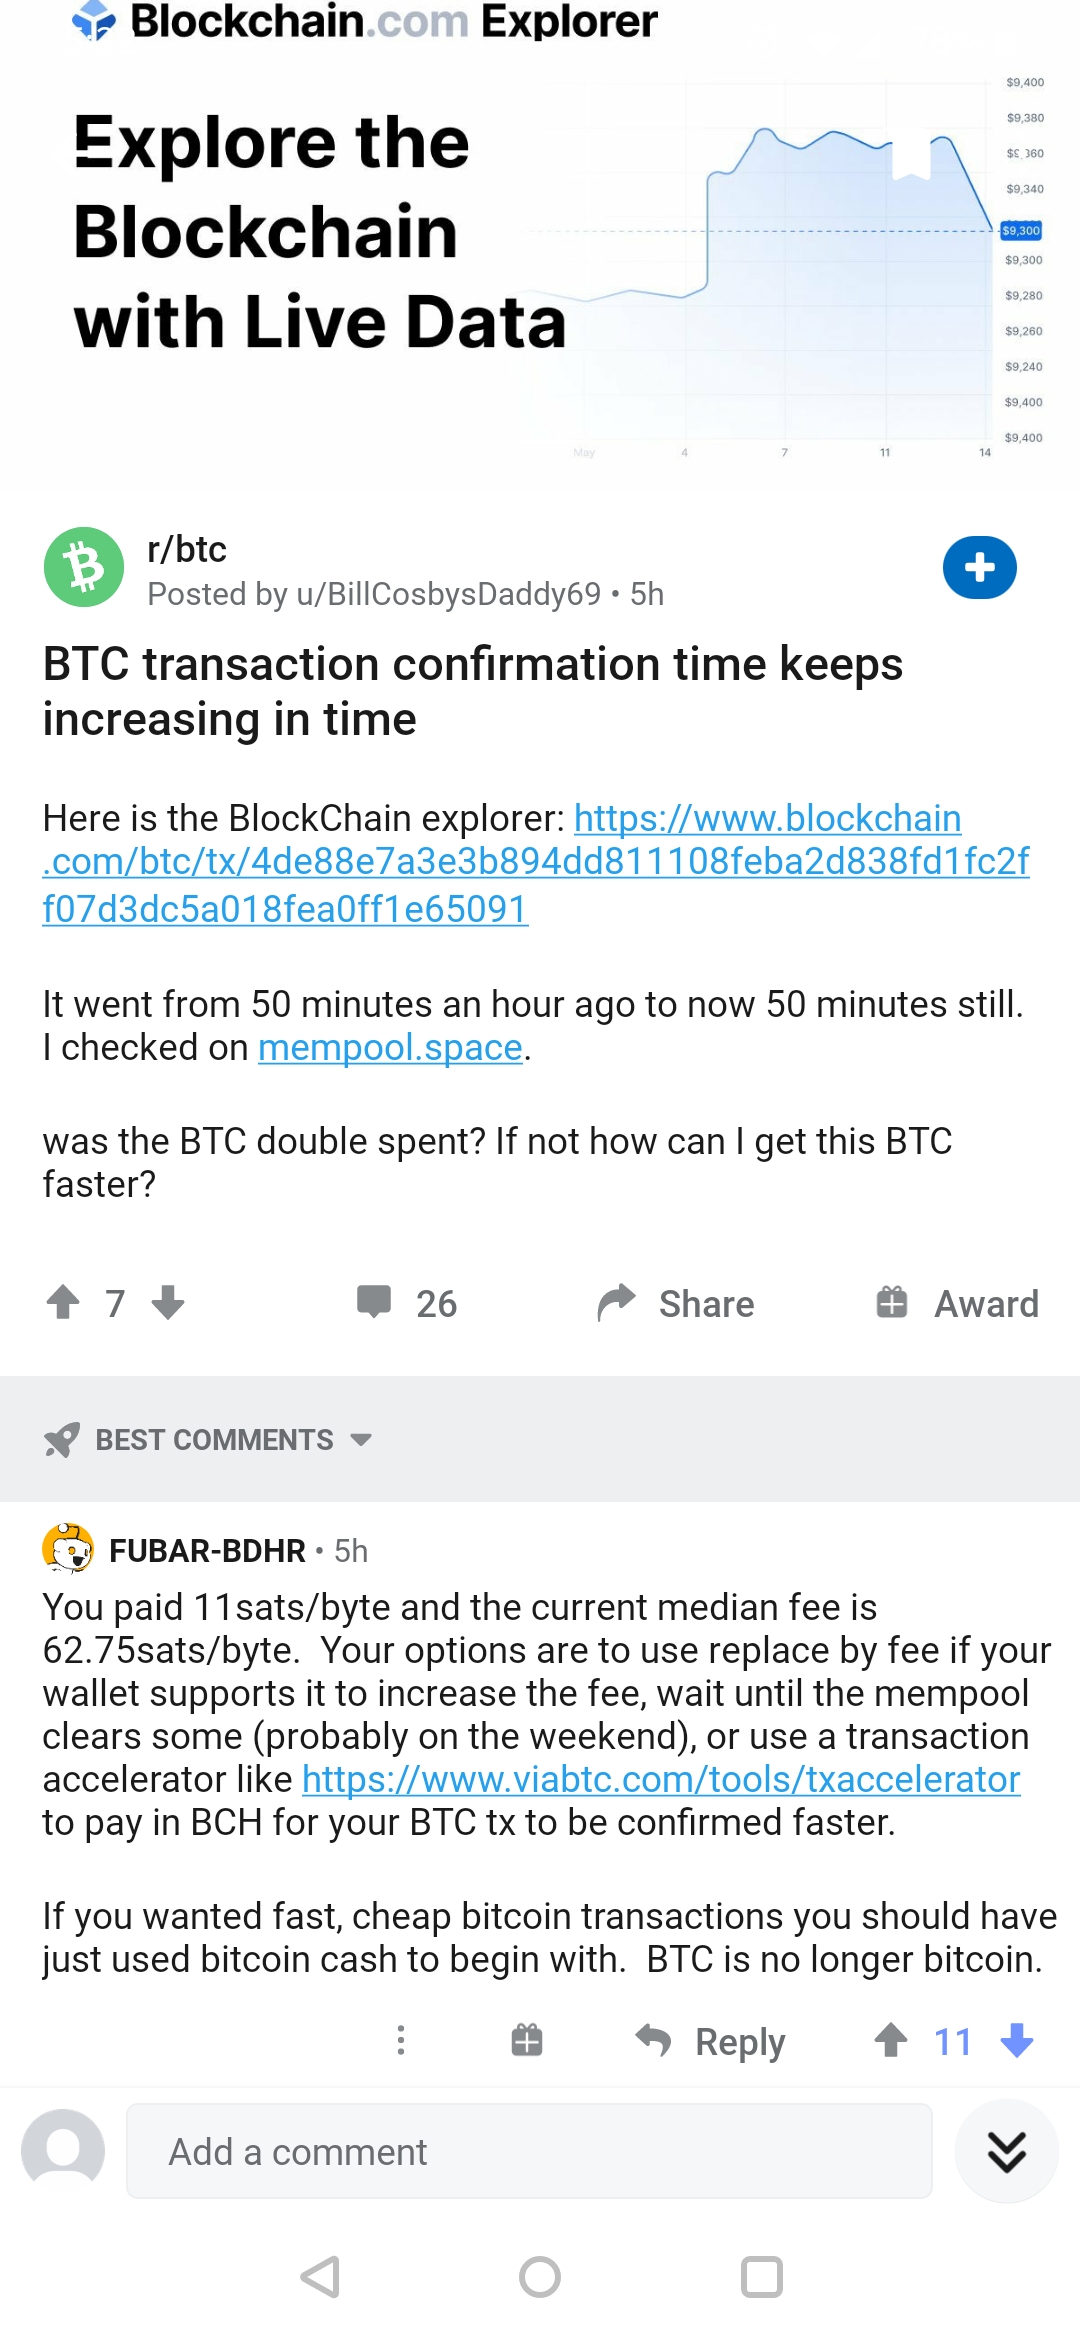 Blockchain.com Explorer
Explore the
Blockchain
with Live Data
$9,400
$9,380
$9,360
$9,340
$9,300
$9,300
$9,280
$9,260
$9,240
$9,400
$9,400
May 4 7 11 14
r/btc
Posted by u/BillCosbysDaddy69 • 5h
BTC transaction confirmation time keeps
increasing in time
Here is the BlockChain explorer: https://www.blockchain
.com/btc/tx/4de88e7a3e3b894dd811108feba2d838fd1fc2f
f07d3dc5a018fea0ff1e65091
It went from 50 minutes an hour ago to now 50 minutes still.
I checked on mempool.space.
was the BTC double spent? If not how can I get this BTC
faster?
7 26 Share Award
BEST COMMENTS
FUBAR-BDHR • 5h
You paid 11sats/byte and the current median fee is
62.75sats/byte.  Your options are to use replace by fee if your
wallet supports it to increase the fee, wait until the mempool
clears some (probably on the weekend), or use a transaction
accelerator like https://www.viabtc.com/tools/txaccelerator
to pay in BCH for your BTC tx to be confirmed faster.
If you wanted fast, cheap bitcoin transactions you should have
just used bitcoin cash to begin with.  BTC is no longer bitcoin.
Reply 11
Add a comment